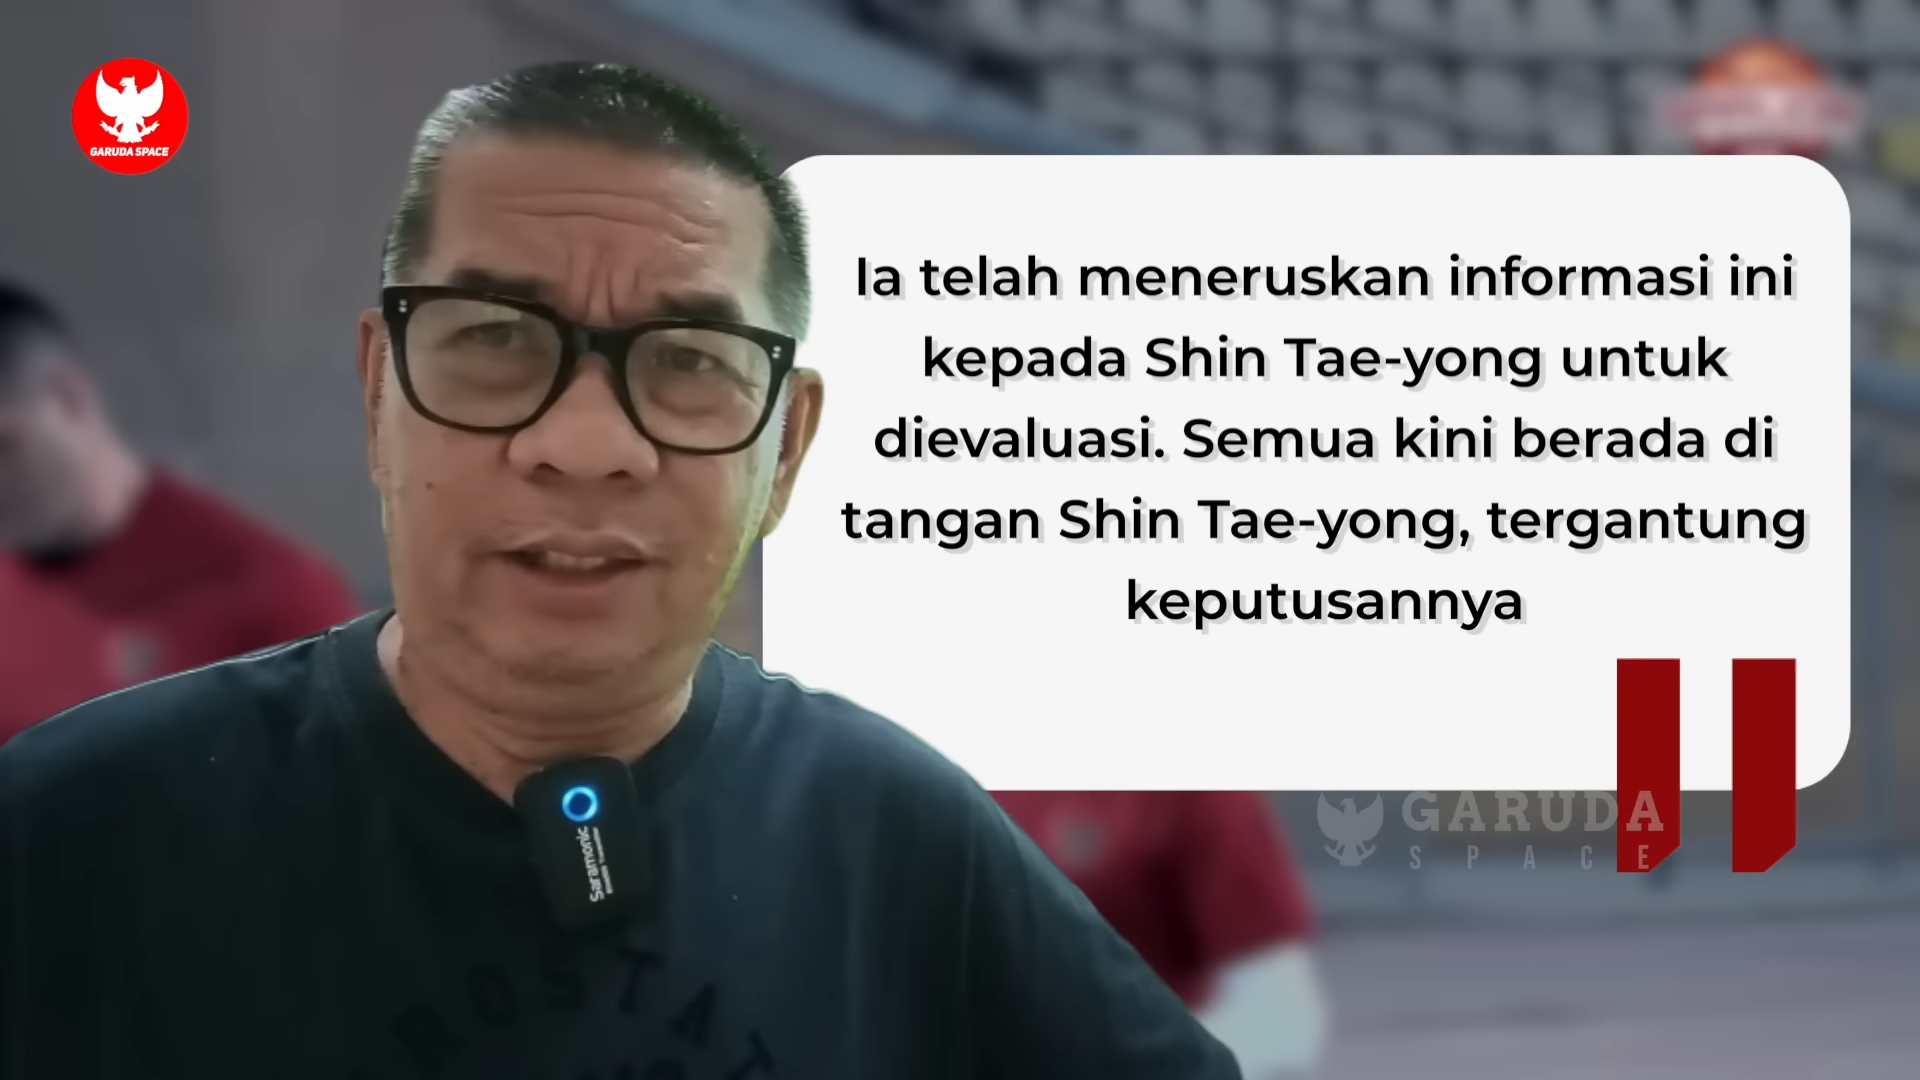 GARUDA SPACE
Ia telah meneruskan informasi ini
kepada Shin Tae-yong untuk
dievaluasi. Semua kini berada di
tangan Shin Tae-yong, tergantung
keputusannya
GARUDA
SPACE
Saramonic
ROSTAT